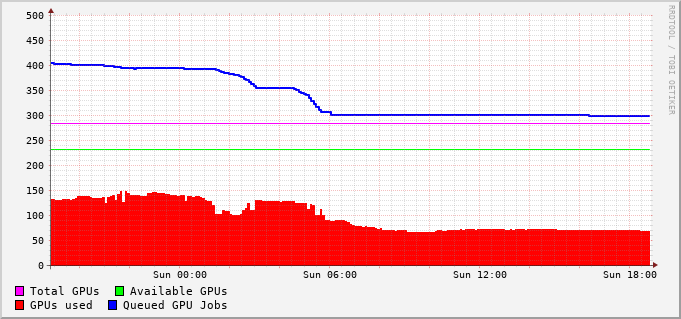 500
450
400
350
300
250
200
150
100
50
0
Sun 00:00 Sun 06:00 Sun 12:00 Sun 18:00
Total GPUs Available GPUs
GPUs used Queued GPU Jobs
RRDTOOL / TOBI OETIKER